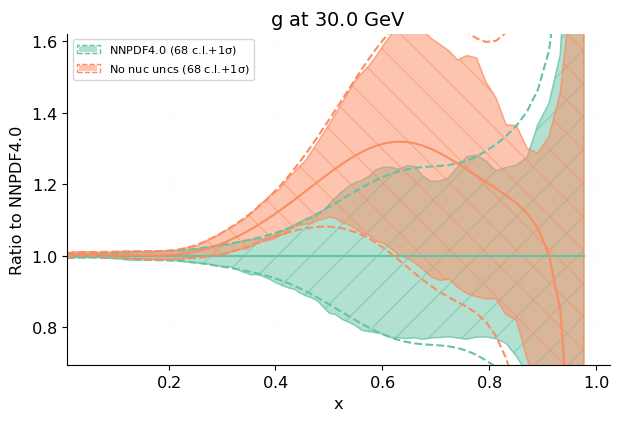 g at 30.0 GeV
NNPDF4.0 (68 c.l.+1σ)
No nuc uncs (68 c.l.+1σ)
Ratio to NNPDF4.0
1.6
1.4
1.2
1.0
0.8
0.2
0.4
0.6
0.8
1.0
x